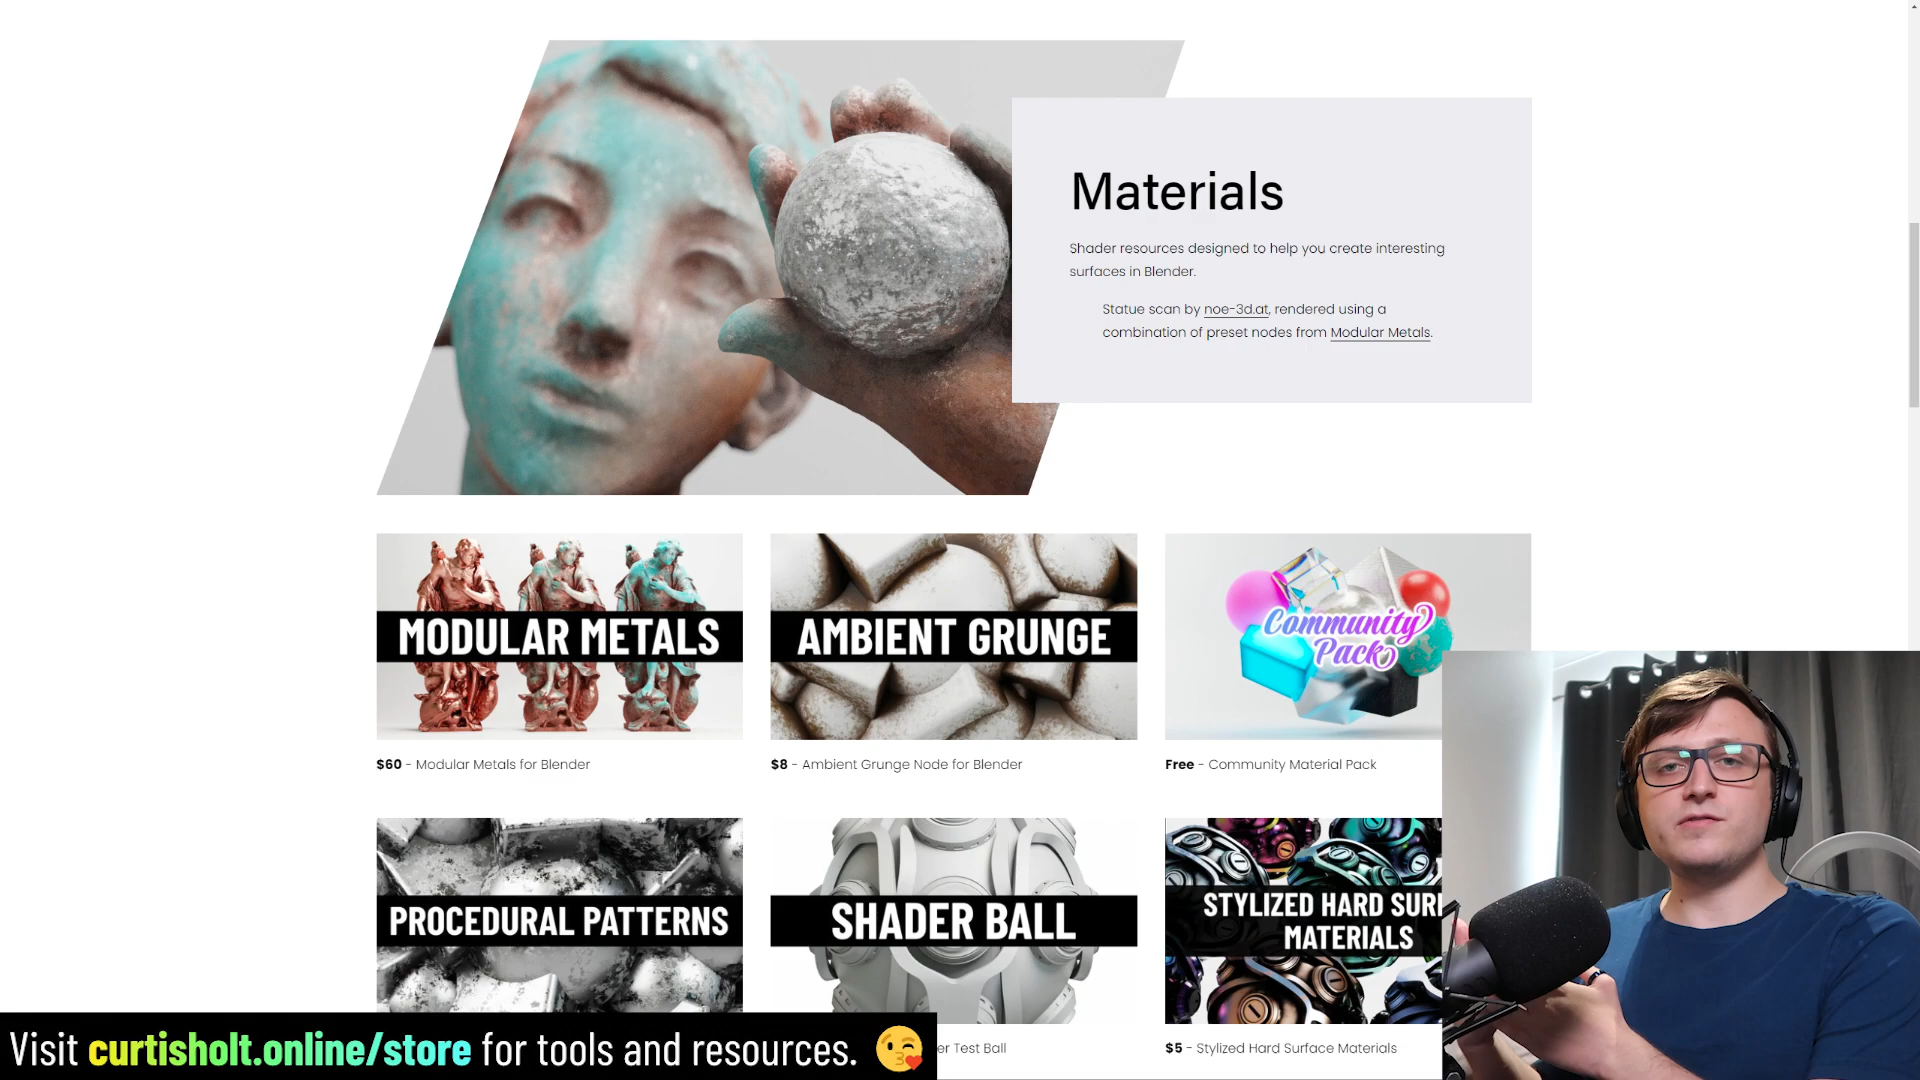 Materials
Shader resources designed to help you create interesting
surfaces in Blender.
Statue scan by noe-3d.at, rendered using a
combination of preset nodes from Modular Metals.
MODULAR METALS
AMBIENT GRUNGE
Community
Pack
$60 - Modular Metals for Blender
$8 - Ambient Grunge Node for Blender
Free - Community Material Pack
PROCEDURAL PATTERNS
SHADER BALL
STYLIZED HARD SUR
MATERIALS
er Test Ball
$5 - Stylized Hard Surface Materials
Visit curtisholt.online/store for tools and resources. 😘